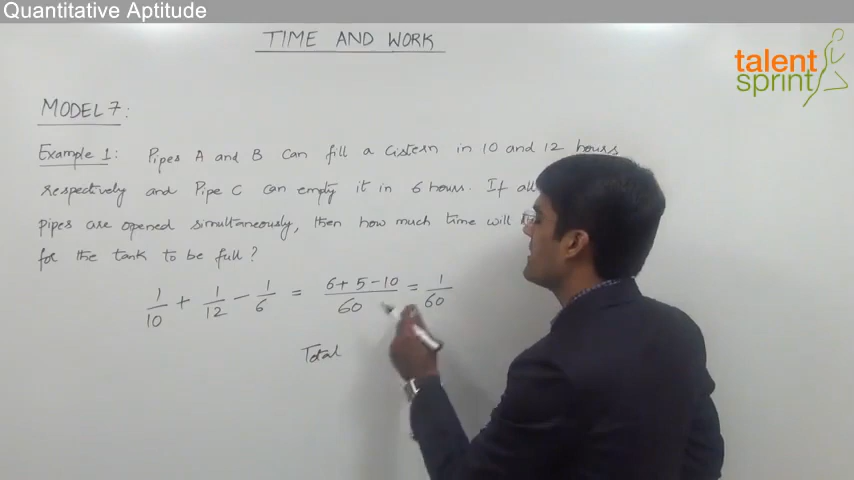 Quantitative Aptitude
TIME AND WORK
talent
sprint
MODEL 7:
Example 1: Pipes A and B can fill a cistern in 10 and 12 hours
respectively and Pipe C can empty it in 6 hours. If all
pipes are opened simultaneously, then how much time will
for the tank to be full?
1/10 + 1/12 - 1/6 = 6+5-10/60 = 1/60
Total